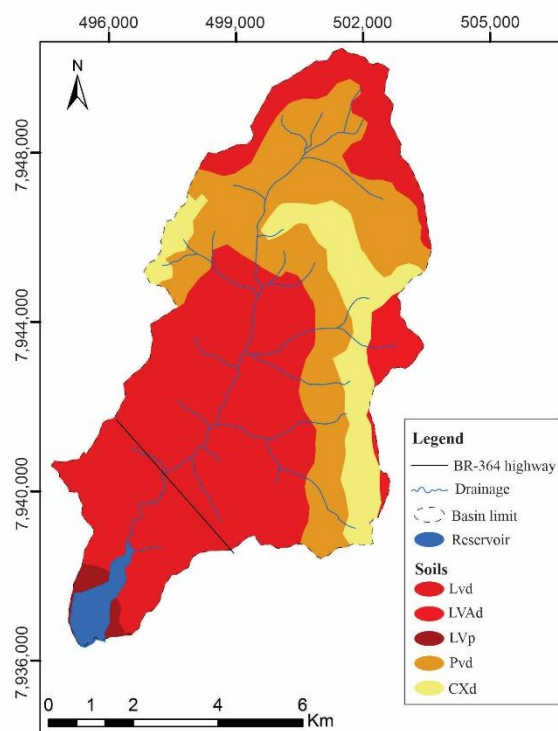 496,000 499,000 502,000 505,000
N
7,948,000
7,944,000
7,940,000
7,936,000
Legend
BR-364 highway
Drainage
Basin limit
Reservoir
Soils
Lvd
LVAd
LVp
Pvd
CXd
0 1 2 4 6
Km